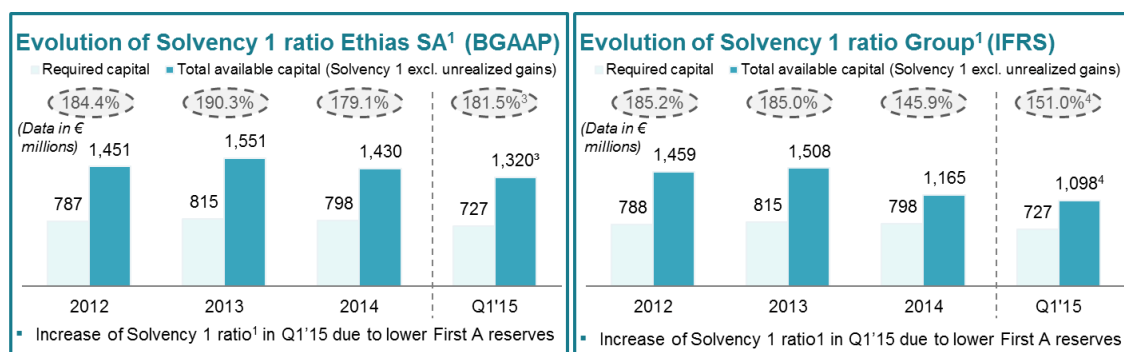 Evolution of Solvency 1 ratio Ethias SA¹ (BGAAP)
Required capital Total available capital (Solvency 1 excl. unrealized gains)
184.4% 190.3% 179.1% 181.5%³
(Data in €
millions)
1,451 1,551 1,430 1,320³
787 815 798 727
2012 2013 2014 Q1'15
▪ Increase of Solvency 1 ratio¹ in Q1’15 due to lower First A reserves
Evolution of Solvency 1 ratio Group¹ (IFRS)
Required capital Total available capital (Solvency 1 excl. unrealized gains)
185.2% 185.0% 145.9% 151.0%⁴
(Data in €
millions)
1,459 1,508 1,165 1,098⁴
788 815 798 727
2012 2013 2014 Q1'15
▪ Increase of Solvency 1 ratio1 in Q1’15 due to lower First A reserves